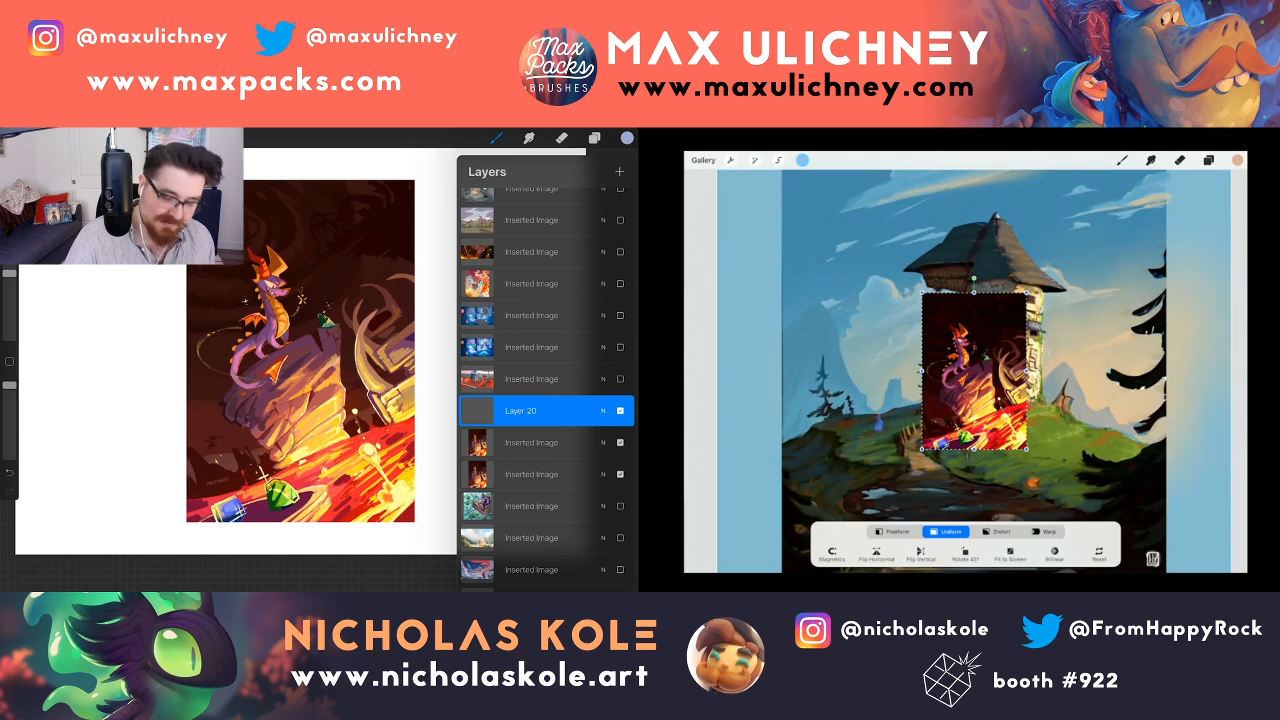 @maxulichney
@maxulichney
www.maxpacks.com
Max
Packs
BRUSHES
MAX ULICHNEY
www.maxulichney.com
Layers
Inserted Image N
Inserted Image N
Inserted Image N
Inserted Image N
Inserted Image N
Inserted Image N
Inserted Image N
Layer 20 N
Inserted Image N
Inserted Image N
Inserted Image N
Inserted Image N
Inserted Image N
Gallery
Freeform Uniform Distort Warp
Magnetics Flip Horizontal Flip Vertical Rotate 45° Fit to Screen Bilinear Reset
NICHOLAS KOLE
www.nicholaskole.art
@nicholaskole
@FromHappyRock
booth #922